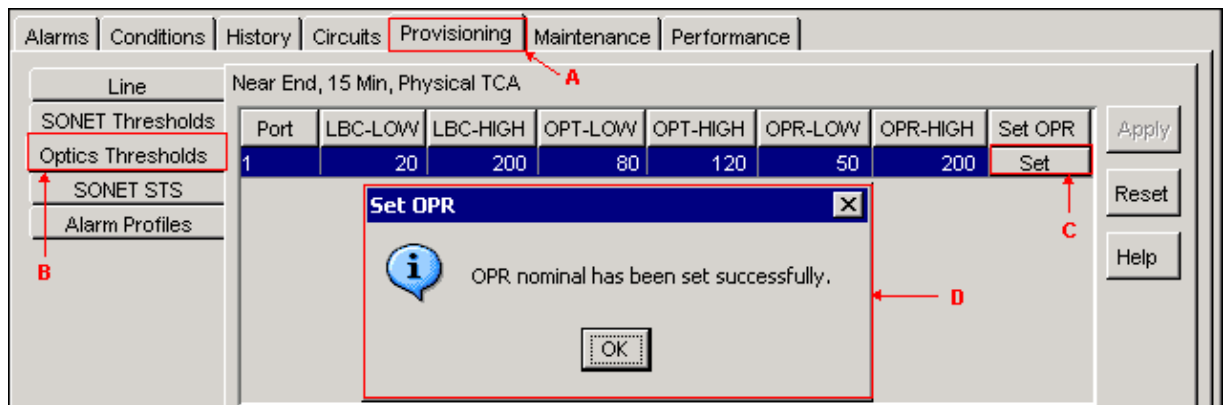 Alarms Conditions History Circuits Provisioning Maintenance Performance
A
Line
SONET Thresholds
Optics Thresholds
SONET STS
Alarm Profiles
B
Near End, 15 Min, Physical TCA
Port LBC-LOW LBC-HIGH OPT-LOW OPT-HIGH OPR-LOW OPR-HIGH Set OPR
1 20 200 80 120 50 200 Set
C
Set OPR
i
OPR nominal has been set successfully.
OK
D
Apply
Reset
Help